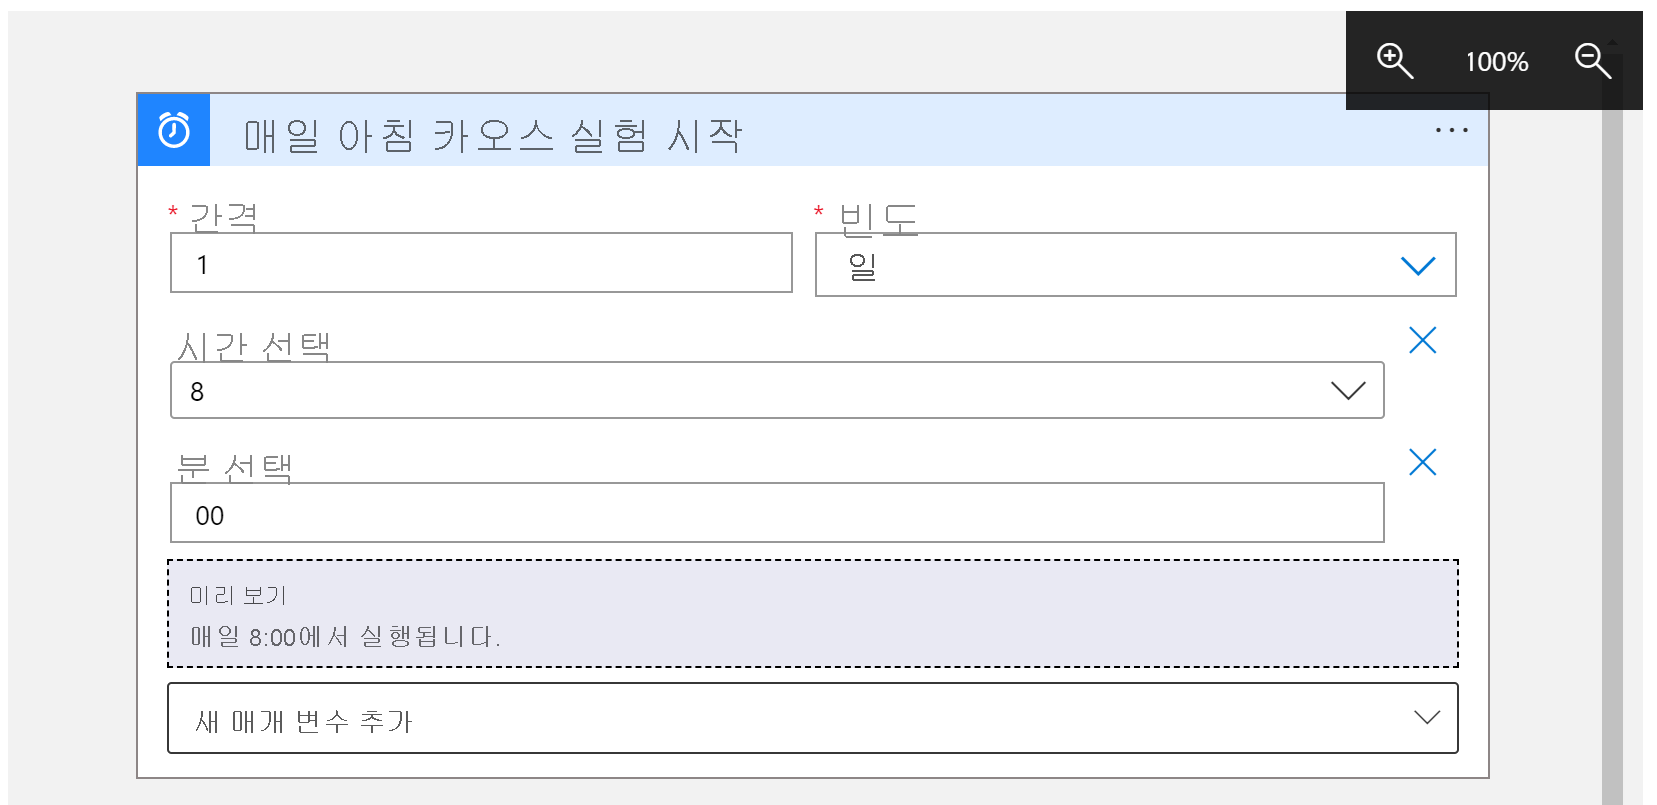 100%
매일 아침 카오스 실험 시작
* 간격
* 빈도
1
일
시간 선택
8
분 선택
00
미리 보기
매일 8:00에서 실행됩니다.
새 매개 변수 추가